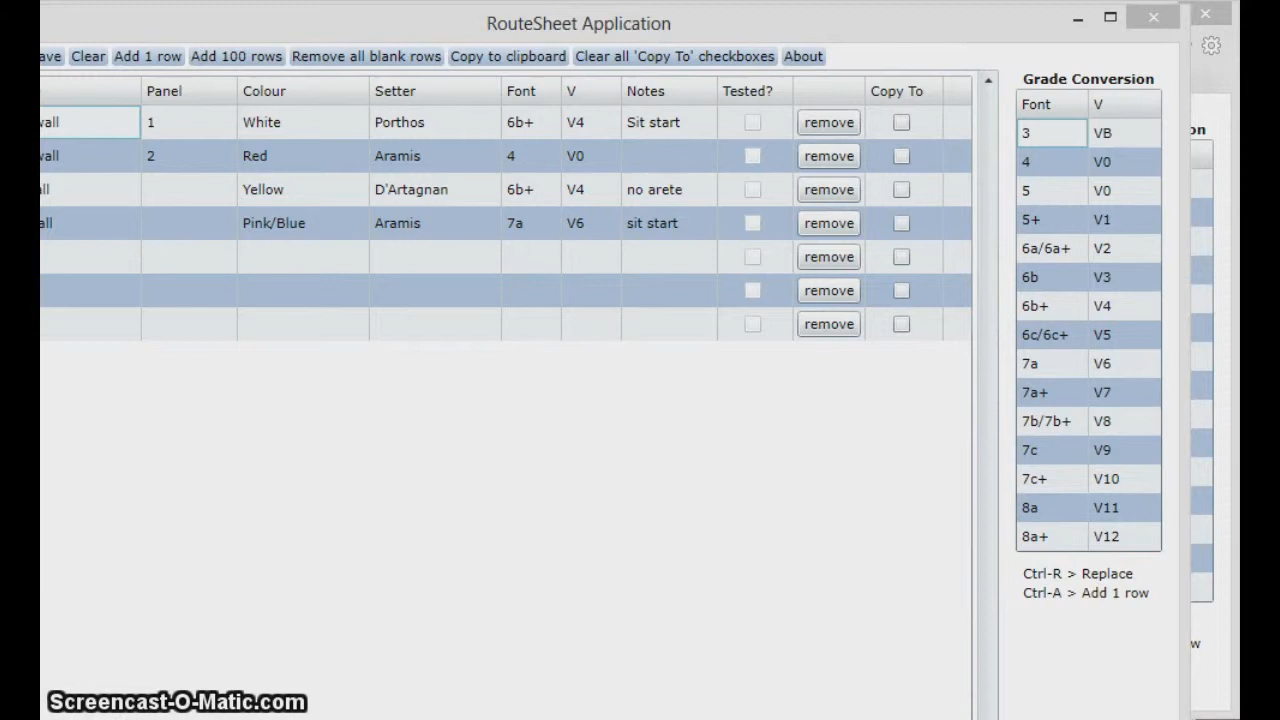 RouteSheet Application
ave Clear Add 1 row Add 100 rows Remove all blank rows Copy to clipboard Clear all 'Copy To' checkboxes About
Panel Colour Setter Font V Notes Tested? Copy To
wall 1 White Porthos 6b+ V4 Sit start remove
wall 2 Red Aramis 4 V0 remove
all Yellow D'Artagnan 6b+ V4 no arete remove
all Pink/Blue Aramis 7a V6 sit start remove
remove
remove
remove
Grade Conversion
Font V
3 VB
4 V0
5 V0
5+ V1
6a/6a+ V2
6b V3
6b+ V4
6c/6c+ V5
7a V6
7a+ V7
7b/7b+ V8
7c V9
7c+ V10
8a V11
8a+ V12
Ctrl-R > Replace
Ctrl-A > Add 1 row
on
w
Screencast-O-Matic.com